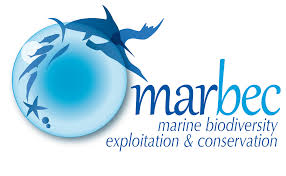 marbec
marine biodiversity
exploitation & conservation